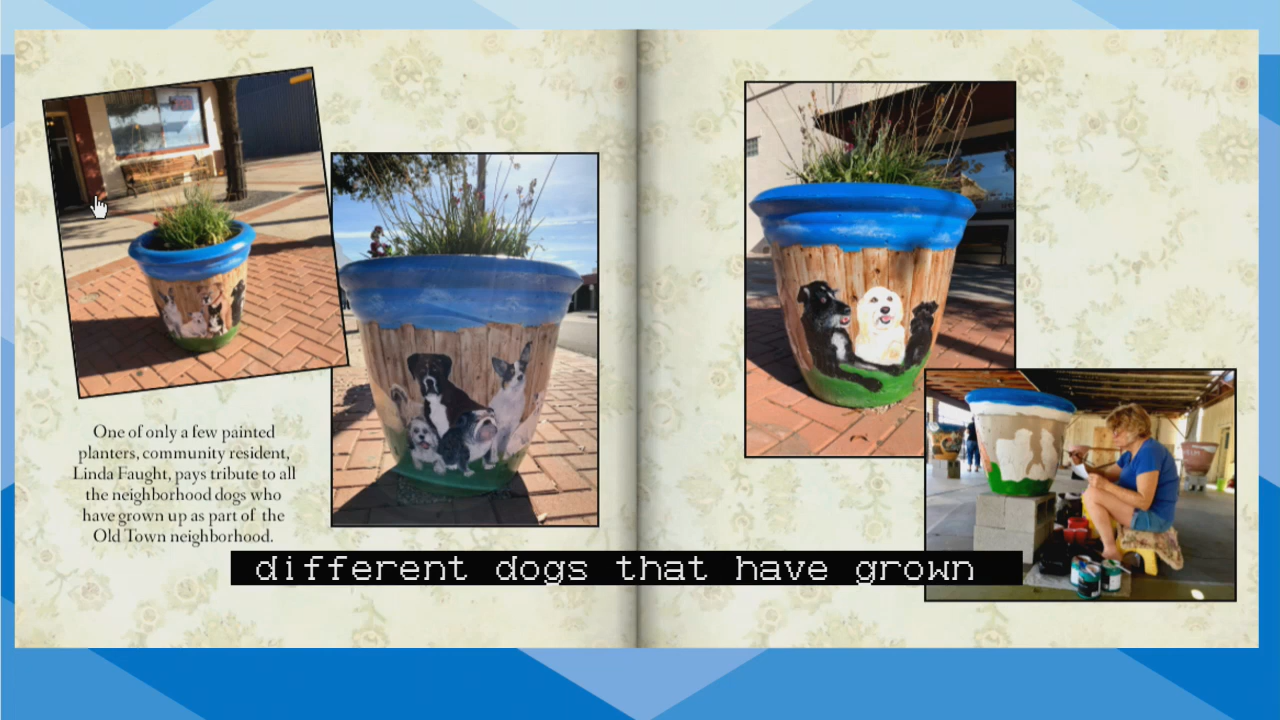 One of only a few painted
planters, community resident,
Linda Faught, pays tribute to all
the neighborhood dogs who
have grown up as part of the
Old Town neighborhood.
different dogs that have grown